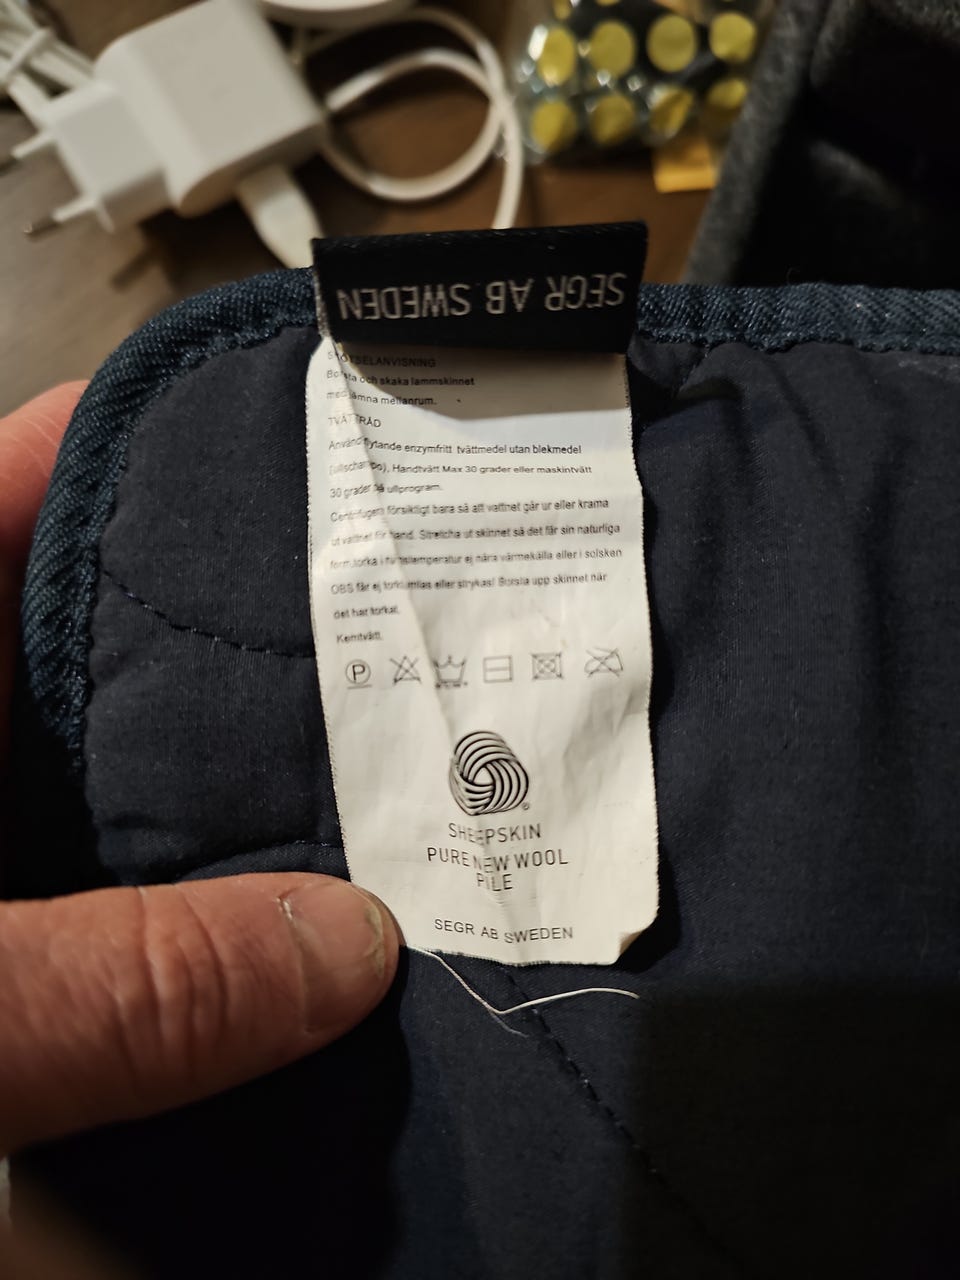 SEGR AB SWEDEN
SKÖTSELANVISNING
Borsta och skaka lammskinnet
med jämna mellanrum.
TVÄTTRÅD
Använd flytande enzymfritt tvättmedel utan blekmedel
(ullschampo), Handtvätt Max 30 grader eller maskintvätt
30 grader på ullprogram.
Centrifugera försiktigt bara så att vattnet går ur eller krama
ut vattnet för hand. Stretcha ut skinnet så det får sin naturliga
form,torka i rumstemperatur ej nära värmekälla eller i solsken
OBS får ej torktumlas eller strykas! Borsta upp skinnet när
det har torkat.
Kemtvätt.
P
SHEEPSKIN
PURE NEW WOOL
PILE
SEGR AB SWEDEN